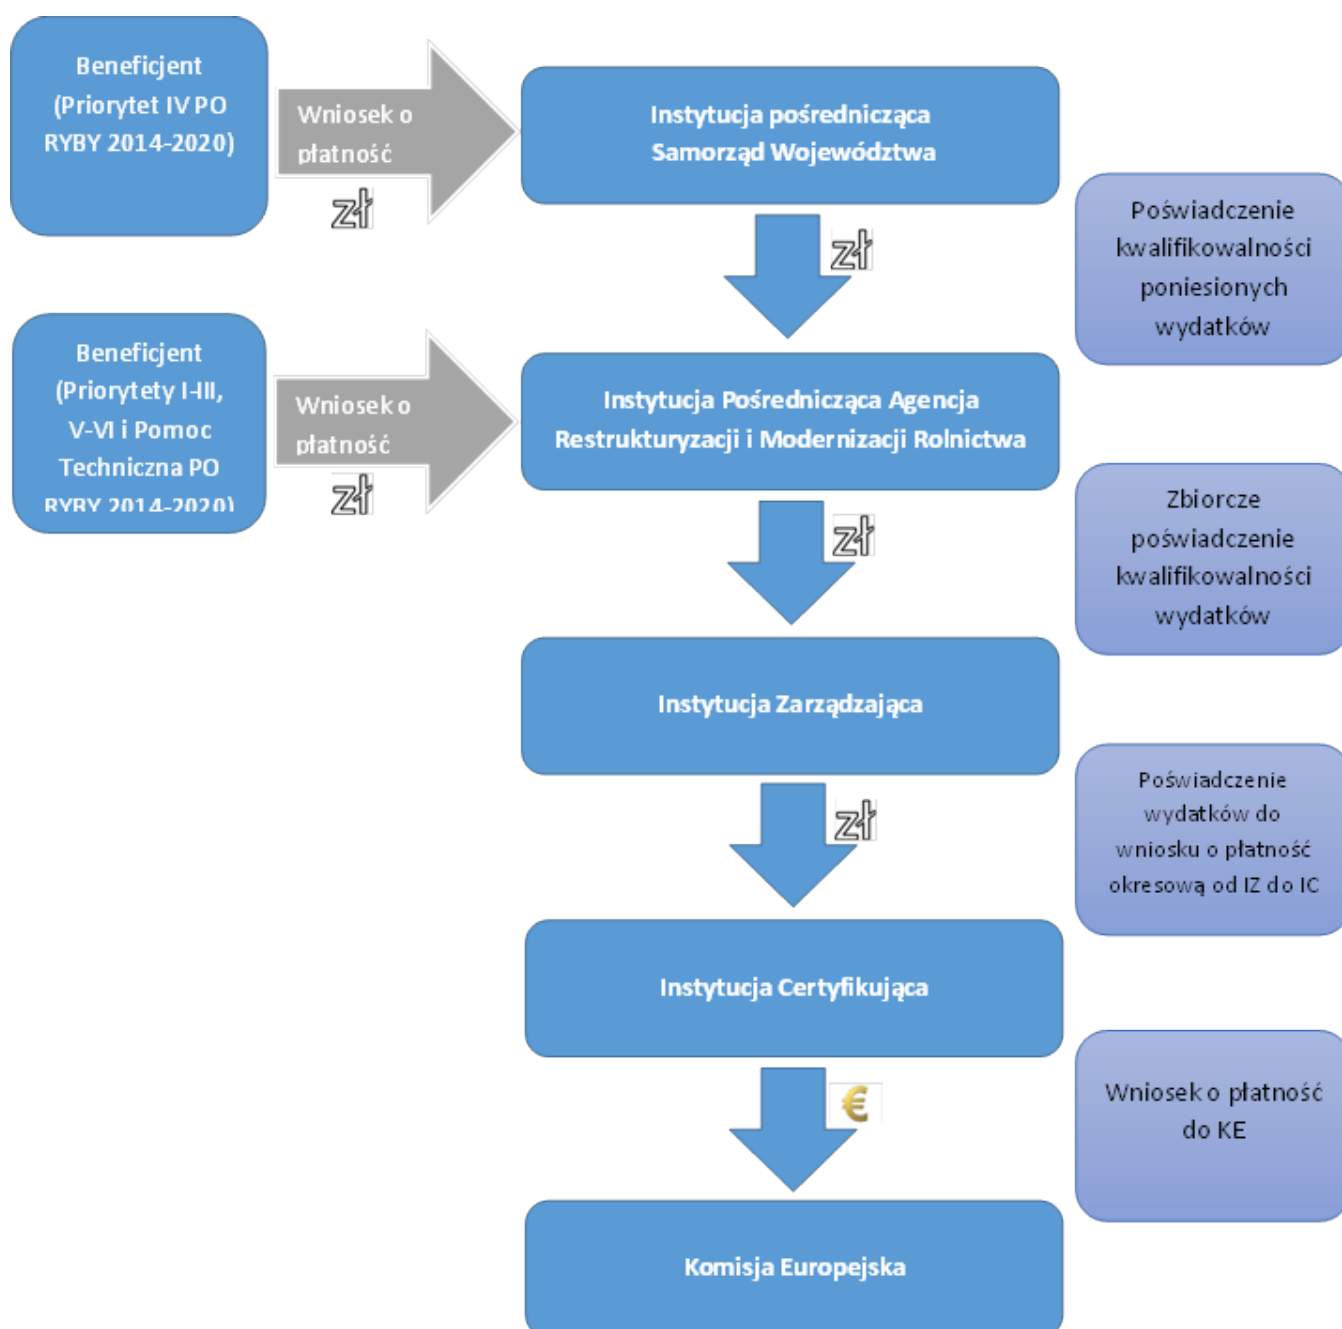 Beneficjent
(Priorytet IV PO
RYBY 2014-2020)
Wniosek o
płatność
zł
Instytucja pośrednicząca
Samorząd Województwa
zł
Poświadczenie
kwalifikowalności
poniesionych
wydatków
Beneficjent
(Priorytety I-III,
V-VI i Pomoc
Techniczna PO
RYBY 2014-2020)
Wniosek o
płatność
zł
Instytucja Pośrednicząca Agencja
Restrukturyzacji i Modernizacji Rolnictwa
zł
Zbiorcze
poświadczenie
kwalifikowalności
wydatków
Instytucja Zarządzająca
zł
Poświadczenie
wydatków do
wniosku o płatność
okresową od IZ do IC
Instytucja Certyfikująca
€
Wniosek o płatność
do KE
Komisja Europejska